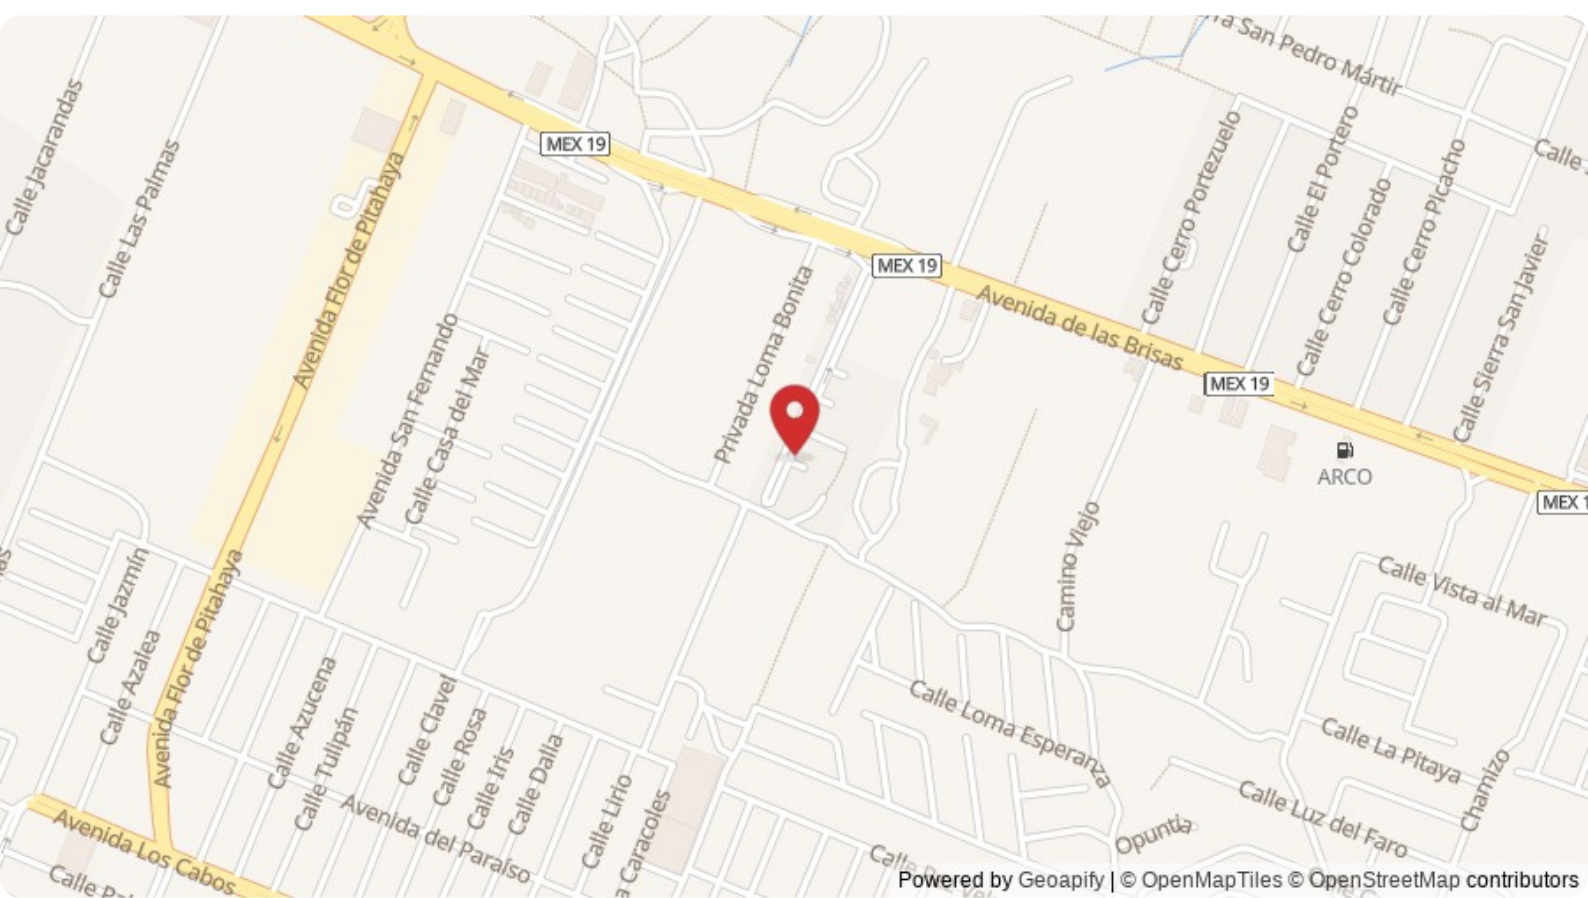 ra San Pedro Mártir
Calle Jacarandas
Calle Las Palmas
MEX 19
Calle Cerro Portezuelo
Calle El Portero
Calle Cerro Picacho
Calle
Avenida Flor de Pitahaya
Calle Cerro Colorado
Calle Sierra San Javier
MEX 19
Privada Loma Bonita
Avenida de las Brisas
Avenida San Fernando
Calle Casa del Mar
MEX 19
ARCO
MEX 1
Camino Viejo
Calle Jazmín
Calle Azalea
Avenida Flor de Pitahaya
Calle Vista al Mar
Calle Azucena
Calle Tulipán
Calle Clavel
Calle Rosa
Calle Iris
Calle Dalla
Calle Lirio
a Caracoles
Calle Loma Esperanza
Calle La Pitaya
Chamizo
Calle Luz del Faro
Opuntia
Avenida del Paraíso
Avenida Los Cabos
Powered by Geoapify | © OpenMapTiles © OpenStreetMap contributors